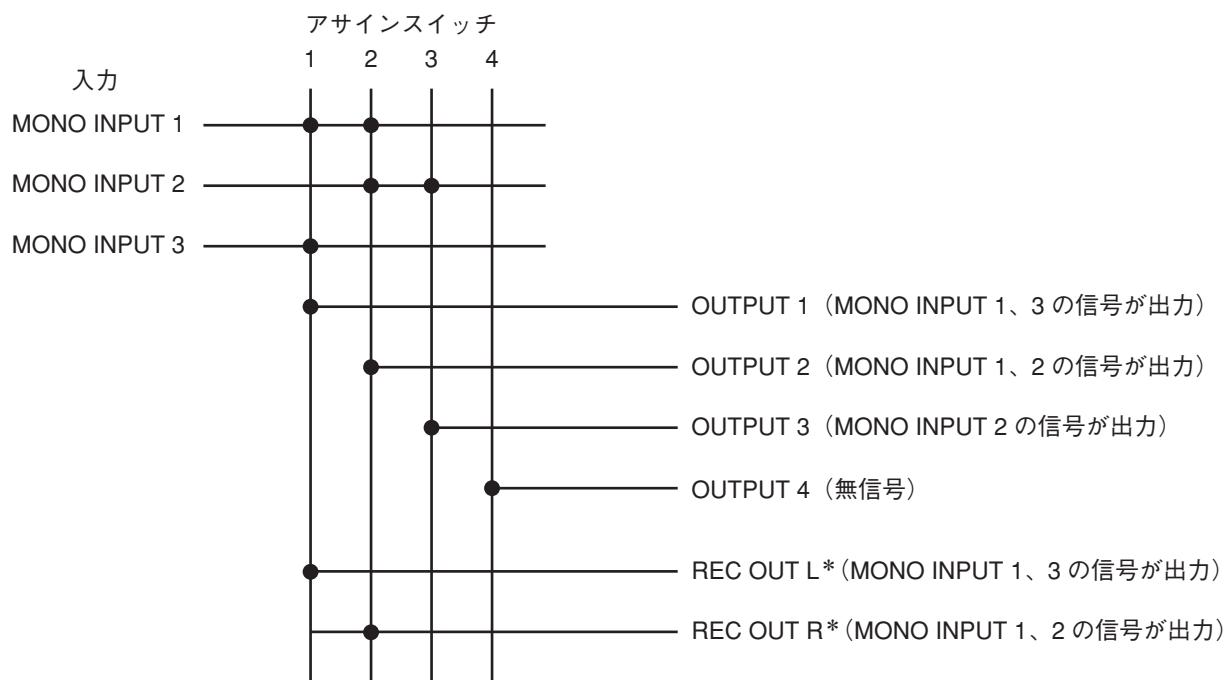 アサインスイッチ
1 2 3 4
入力
MONO INPUT 1
MONO INPUT 2
MONO INPUT 3
OUTPUT 1（MONO INPUT 1、3 の信号が出力）
OUTPUT 2（MONO INPUT 1、2 の信号が出力）
OUTPUT 3（MONO INPUT 2 の信号が出力）
OUTPUT 4（無信号）
REC OUT L*（MONO INPUT 1、3 の信号が出力）
REC OUT R*（MONO INPUT 1、2 の信号が出力）